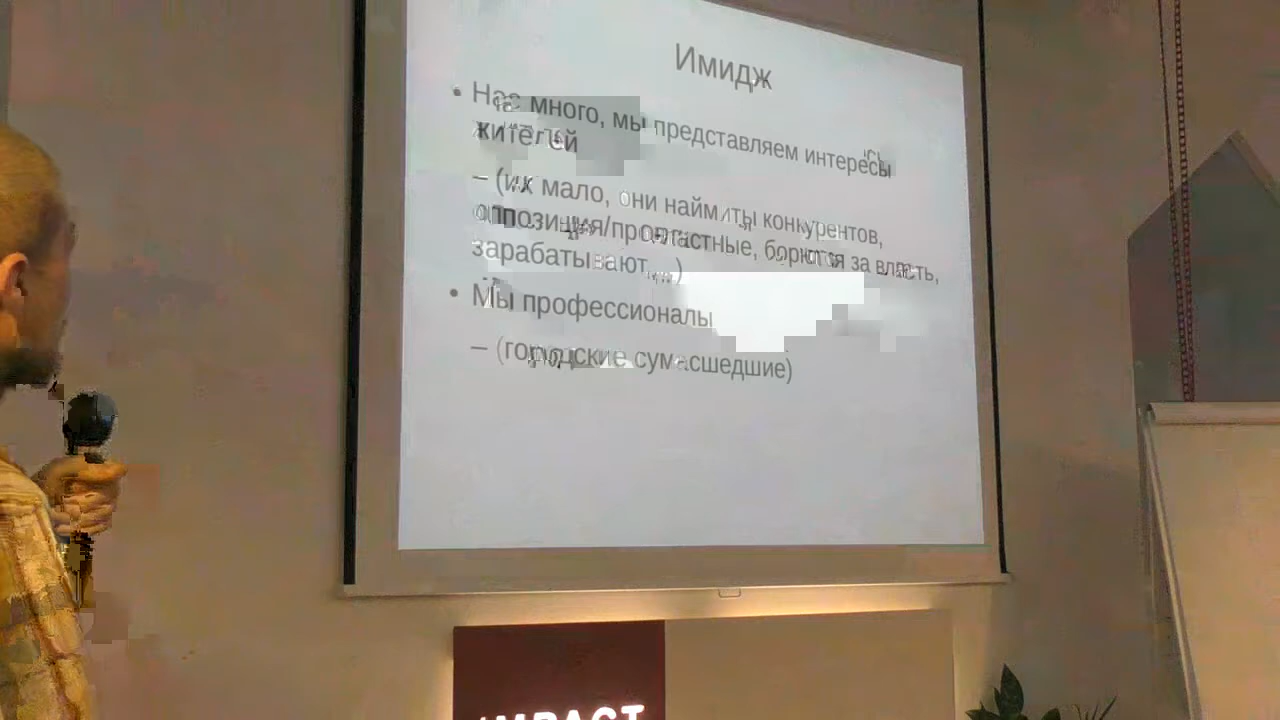 Имидж
• Нас много, мы представляем интересы
жителей
– (их мало, они наймиты конкурентов,
оппозиция/провластные, борются за власть,
зарабатывают,...)
• Мы профессионалы
– (городские сумасшедшие)
IMPACT